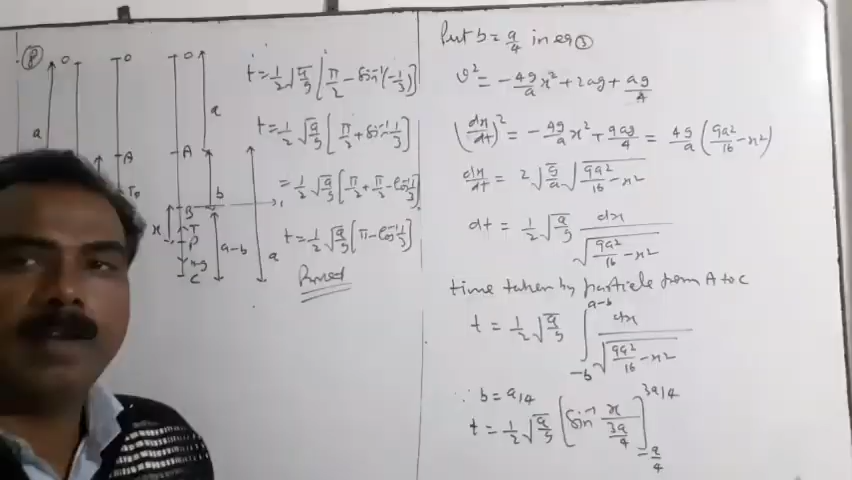 P
O O O
a a
A A
T₀
b
x B
T
P a-b a
mg
C
t = 1/2 √(a/g) [π/2 - sin⁻¹(-1/3)]
t = 1/2 √(a/g) [π/2 + sin⁻¹ 1/3]
= 1/2 √(a/g) [π/2 + π/2 - cos⁻¹ 1/3]
t = 1/2 √(a/g) [π - cos⁻¹ 1/3]
Proved
Put b = a/4 in eq ③
v² = - 4g/a x² + 2ag + ag/4
(dx/dt)² = - 4g/a x² + 9ag/4 = 4g/a (9a²/16 - x²)
dx/dt = 2 √(g/a) √(9a²/16 - x²)
dt = 1/2 √(a/g) dx/√(9a²/16 - x²)
time taken by particle from A to C
t = 1/2 √(a/g) ∫_{-b}^{a-b} dx/√(9a²/16 - x²)
∵ b = a/4
t = 1/2 √(a/g) [sin⁻¹ x/(3a/4)]_{-a/4}^{3a/4}